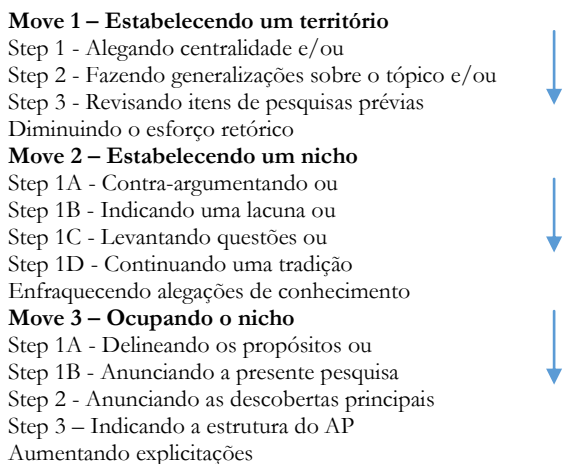 Move 1 – Estabelecendo um território
Step 1 - Alegando centralidade e/ou
Step 2 - Fazendo generalizações sobre o tópico e/ou
Step 3 - Revisando itens de pesquisas prévias
Diminuindo o esforço retórico
Move 2 – Estabelecendo um nicho
Step 1A - Contra-argumentando ou
Step 1B - Indicando uma lacuna ou
Step 1C - Levantando questões ou
Step 1D - Continuando uma tradição
Enfraquecendo alegações de conhecimento
Move 3 – Ocupando o nicho
Step 1A - Delineando os propósitos ou
Step 1B - Anunciando a presente pesquisa
Step 2 - Anunciando as descobertas principais
Step 3 – Indicando a estrutura do AP
Aumentando explicitações